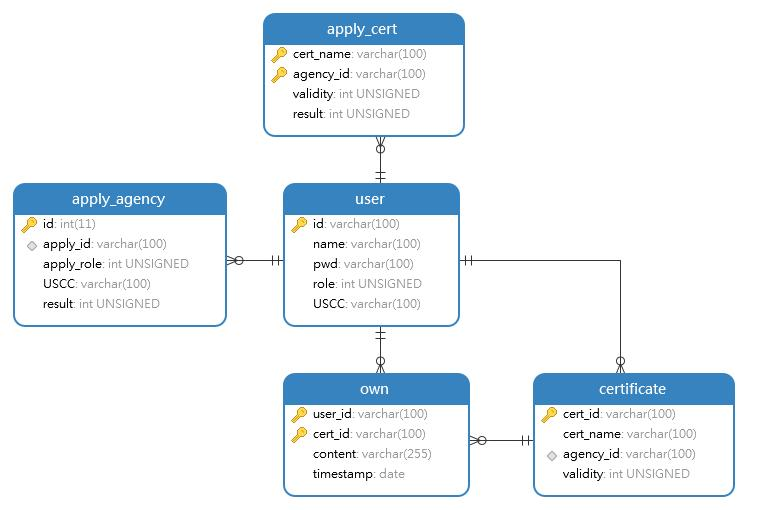 apply_cert
cert_name: varchar(100)
agency_id: varchar(100)
validity: int UNSIGNED
result: int UNSIGNED
apply_agency
id: int(11)
apply_id: varchar(100)
apply_role: int UNSIGNED
USCC: varchar(100)
result: int UNSIGNED
user
id: varchar(100)
name: varchar(100)
pwd: varchar(100)
role: int UNSIGNED
USCC: varchar(100)
own
user_id: varchar(100)
cert_id: varchar(100)
content: varchar(255)
timestamp: date
certificate
cert_id: varchar(100)
cert_name: varchar(100)
agency_id: varchar(100)
validity: int UNSIGNED